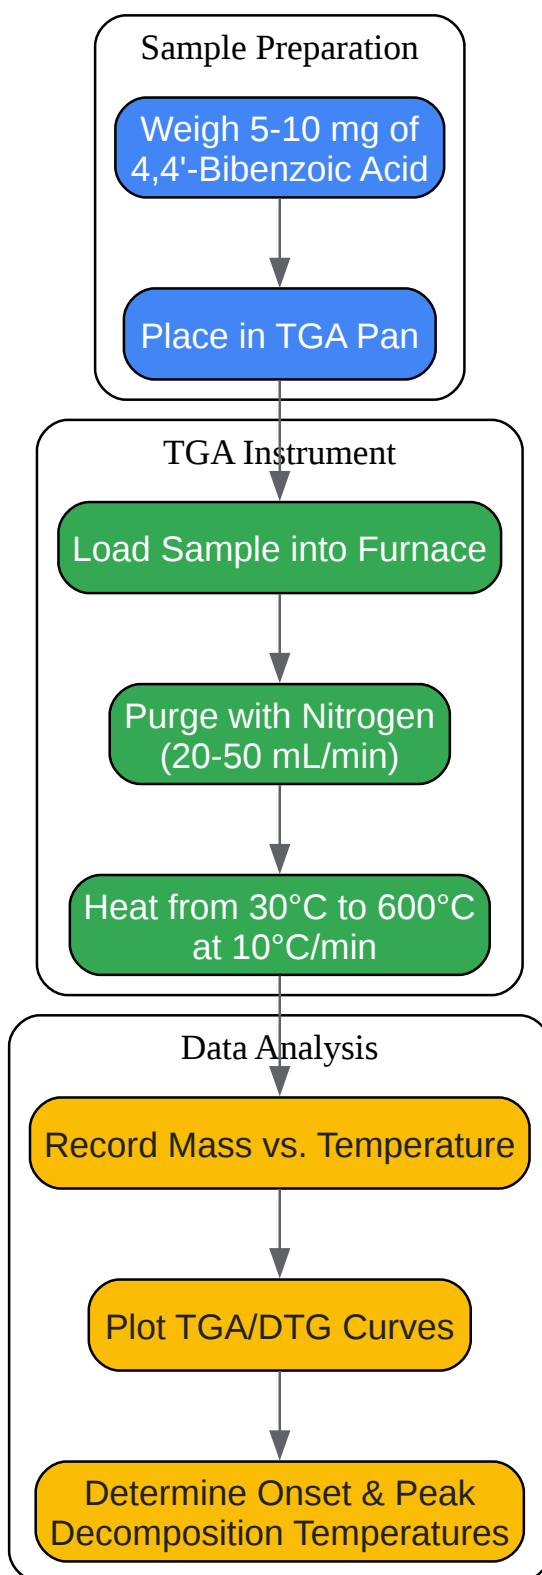 Sample Preparation
Weigh 5-10 mg of
4,4'-Bibenzoic Acid
Place in TGA Pan
TGA Instrument
Load Sample into Furnace
Purge with Nitrogen
(20-50 mL/min)
Heat from 30°C to 600°C
at 10°C/min
Data Analysis
Record Mass vs. Temperature
Plot TGA/DTG Curves
Determine Onset & Peak
Decomposition Temperatures